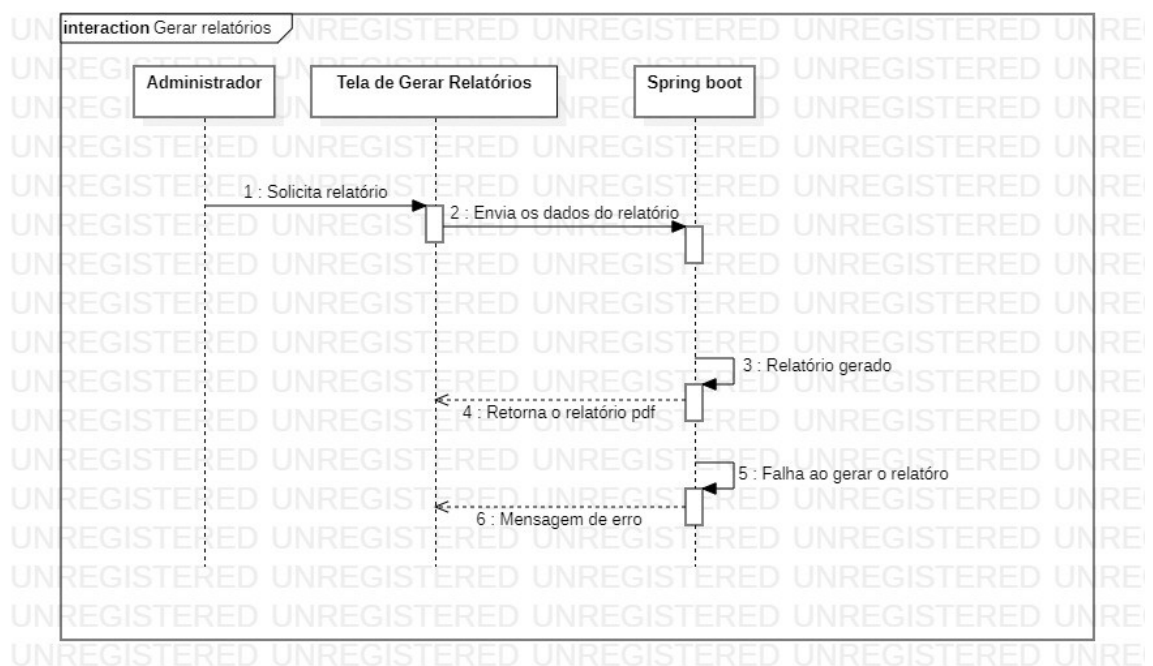 interaction Gerar relatórios
Administrador
Tela de Gerar Relatórios
Spring boot
1 : Solicita relatório
2 : Envia os dados do relatório
3 : Relatório gerado
4 : Retorna o relatório pdf
5 : Falha ao gerar o relatóro
6 : Mensagem de erro
UNREGISTERED